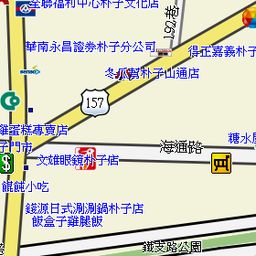 全聯福利中心朴子文化店
華南永昌證券朴子分公司
192巷
得正嘉義朴子
冬瓜賀朴子山通店
157
雞蛋糕專賣店
子門市
海通路
糖水屋
文雄眼鏡朴子店
$
餛飩小吃
錢源日式涮涮鍋朴子店
飯盒子雞腿飯
鐵支路公園